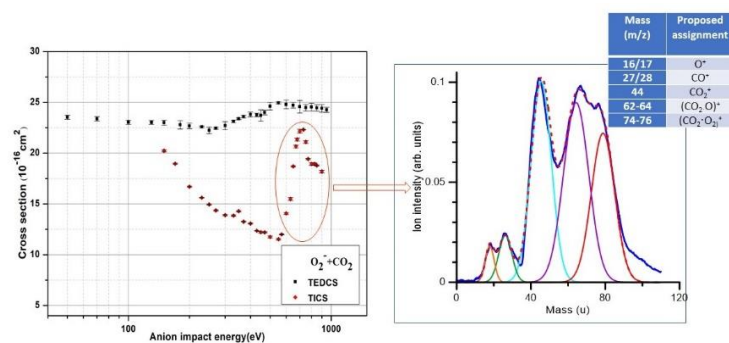 Mass (m/z) Proposed assignment
16/17 O⁺
27/28 CO⁺
44 CO₂⁺
62-64 (CO₂·O)⁺
74-76 (CO₂·O₂)⁺
30
25
20
15
10
5
Cross section (10⁻¹⁶cm²)
O₂⁻+CO₂
TEDCS
TICS
100 1000
Anion impact energy(eV)
0.1
0.05
0
Ion intensity (arb. units)
0 40 80 120
Mass (u)